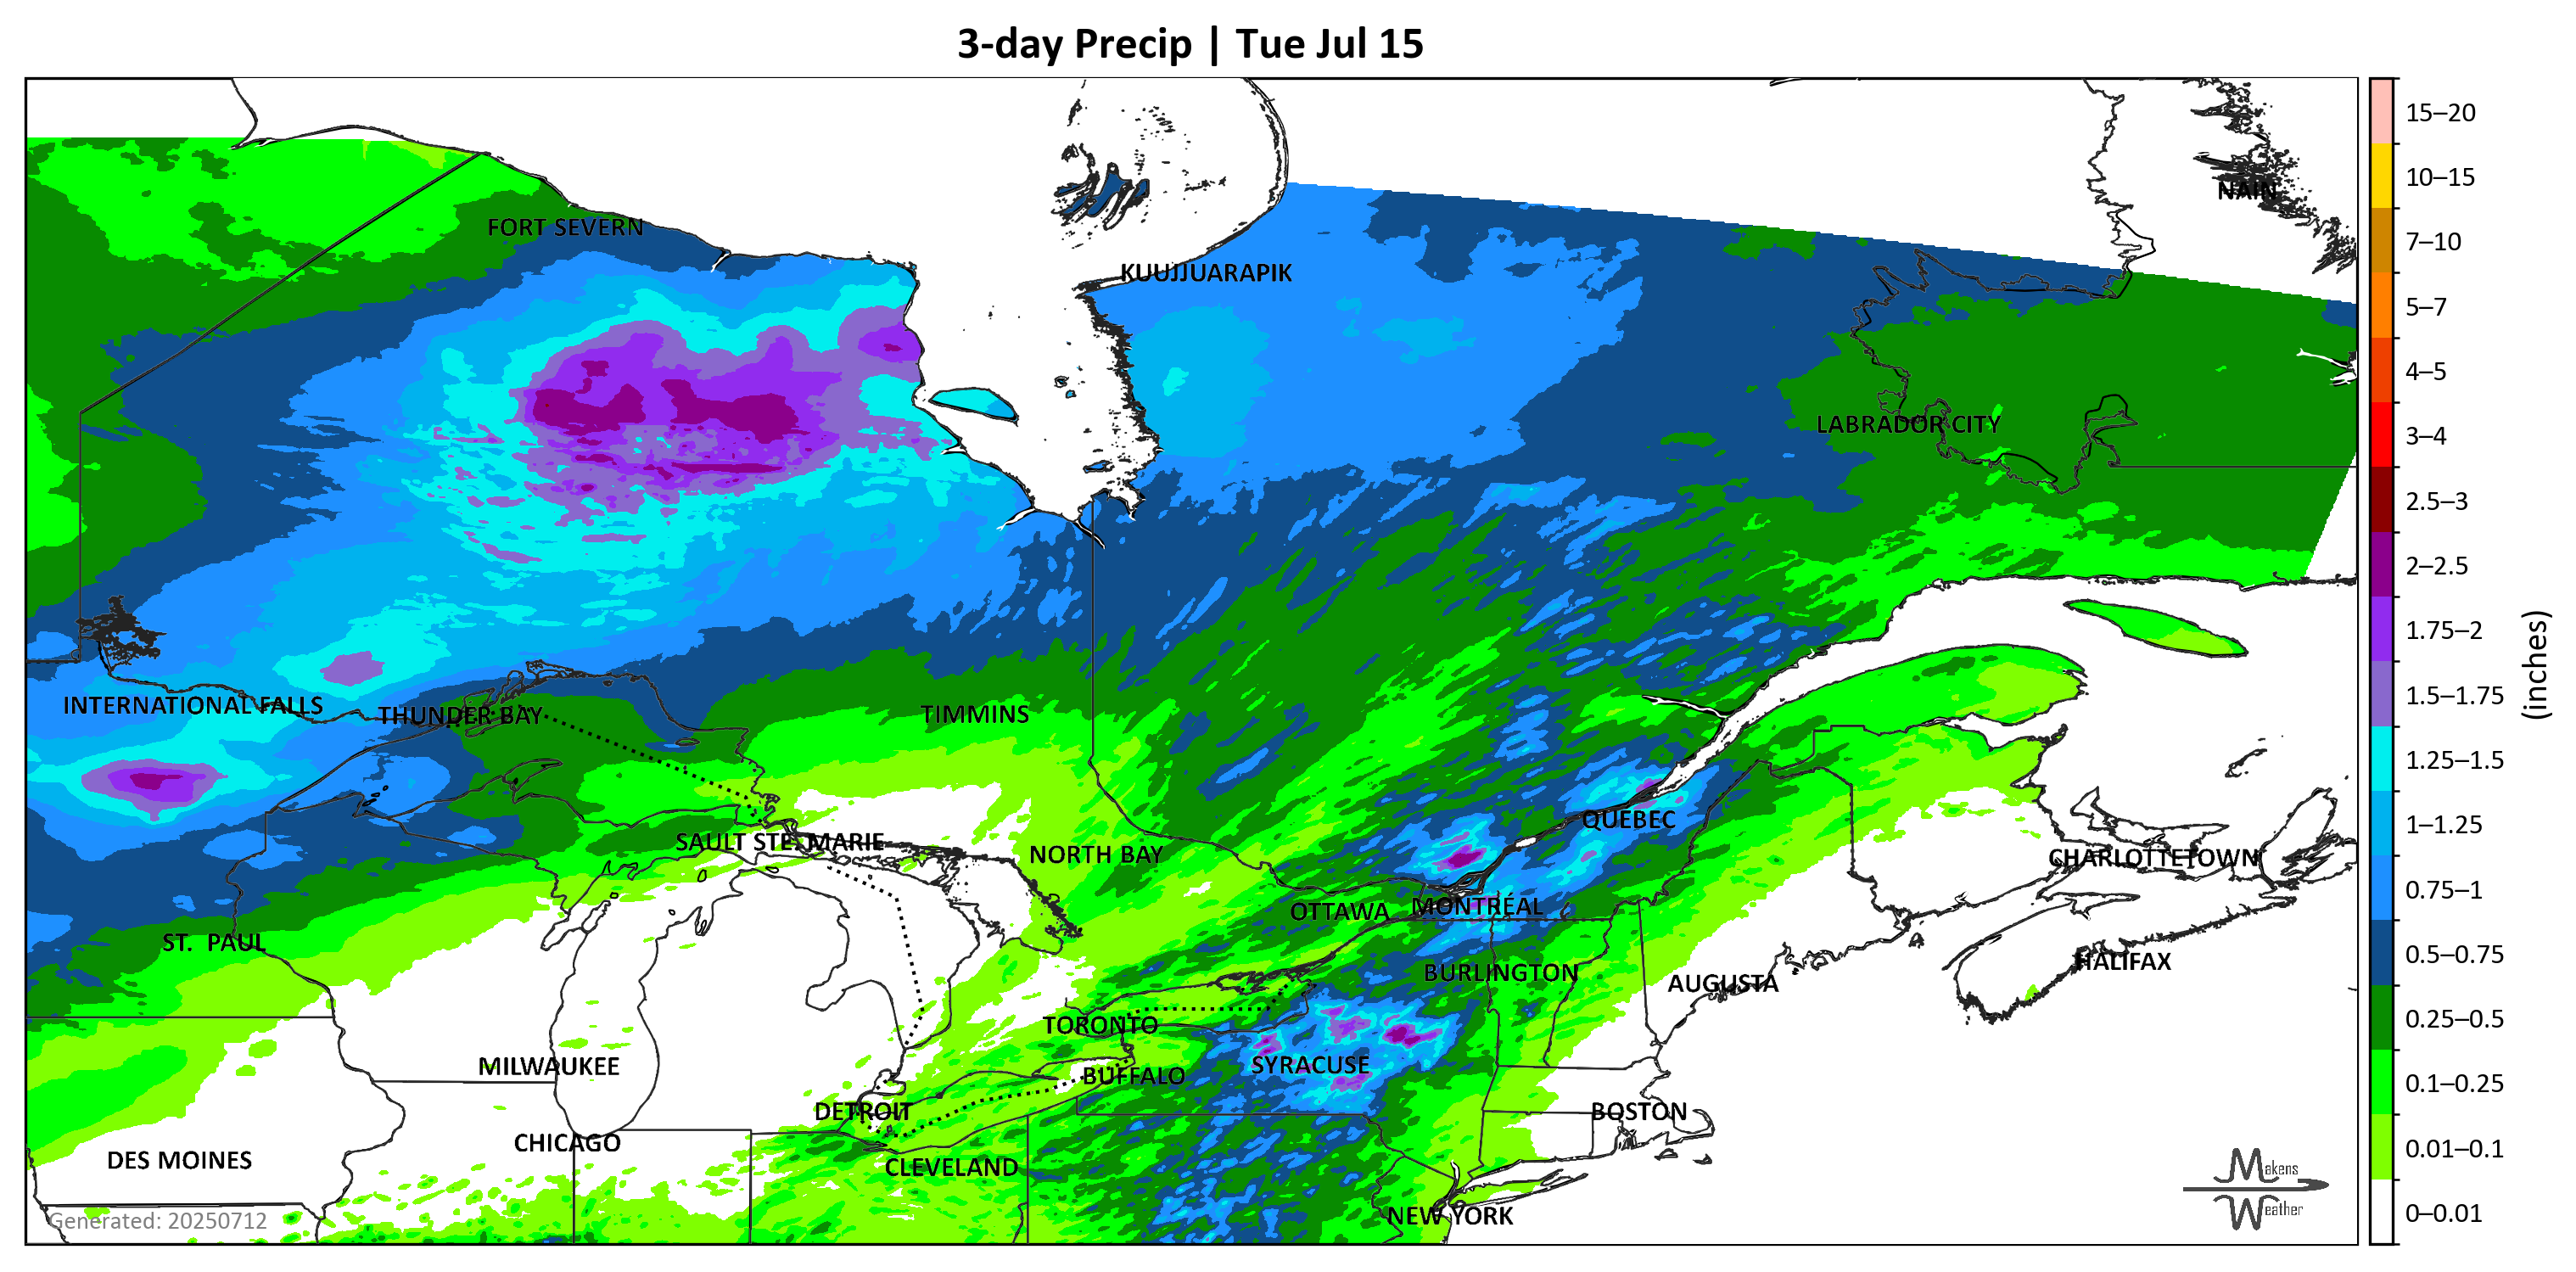 3-day Precip | Tue Jul 15
NAIN
FORT SEVERN
KUUJJUARAPIK
LABRADOR CITY
INTERNATIONAL FALLS
THUNDER BAY
TIMMINS
QUÉBEC
SAULT STE. MARIE
NORTH BAY
CHARLOTTETOWN
OTTAWA
MONTRÉAL
ST. PAUL
HALIFAX
BURLINGTON
AUGUSTA
TORONTO
SYRACUSE
MILWAUKEE
BUFFALO
DETROIT
BOSTON
CHICAGO
DES MOINES
CLEVELAND
NEW YORK
Generated: 20250712
Makens
Weather
15–20
10–15
7–10
5–7
4–5
3–4
2.5–3
2–2.5
1.75–2
1.5–1.75
1.25–1.5
1–1.25
0.75–1
0.5–0.75
0.25–0.5
0.1–0.25
0.01–0.1
0–0.01
(inches)